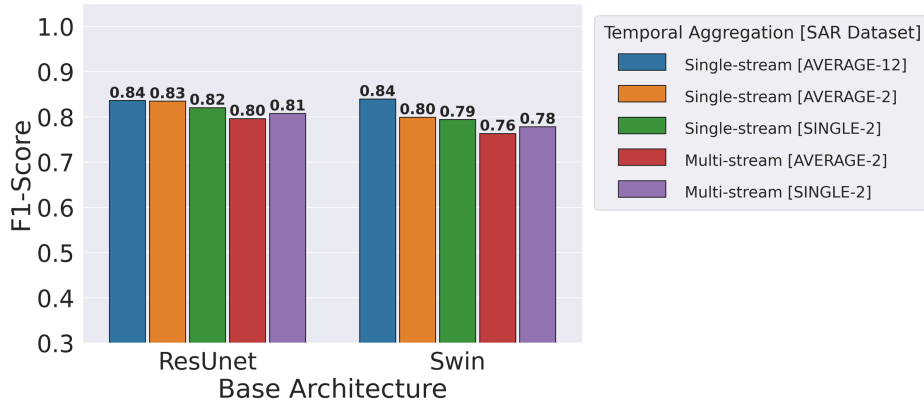 1.0
0.9
0.8
0.7
0.6
0.5
0.4
0.3
F1-Score
0.84 0.83 0.82 0.80 0.81
0.84 0.80 0.79 0.76 0.78
ResUnet Swin
Base Architecture
Temporal Aggregation [SAR Dataset]
Single-stream [AVERAGE-12]
Single-stream [AVERAGE-2]
Single-stream [SINGLE-2]
Multi-stream [AVERAGE-2]
Multi-stream [SINGLE-2]